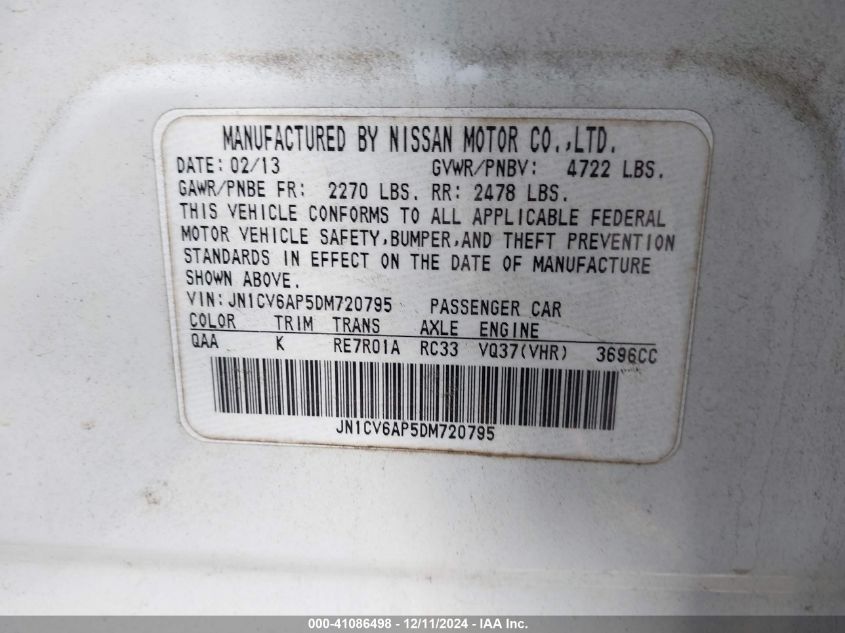 MANUFACTURED BY NISSAN MOTOR CO.,LTD.
DATE: 02/13 GVWR/PNBV: 4722 LBS.
GAWR/PNBE FR: 2270 LBS. RR: 2478 LBS.
THIS VEHICLE CONFORMS TO ALL APPLICABLE FEDERAL
MOTOR VEHICLE SAFETY,BUMPER,AND THEFT PREVENTION
STANDARDS IN EFFECT ON THE DATE OF MANUFACTURE
SHOWN ABOVE.
VIN:JN1CV6AP5DM720795 PASSENGER CAR
COLOR TRIM TRANS AXLE ENGINE
QAA K RE7R01A RC33 VQ37(VHR) 3696CC
JN1CV6AP5DM720795
000-41086498 - 12/11/2024 - IAA Inc.